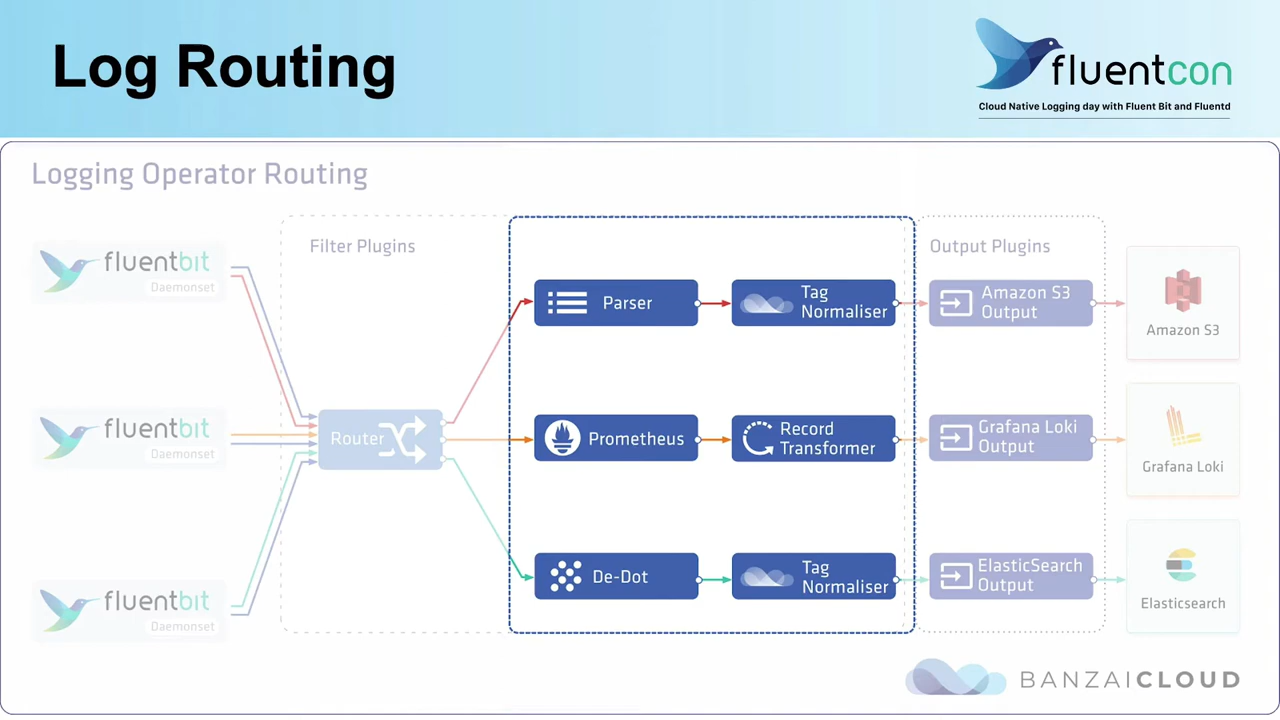 Log Routing
fluentcon
Cloud Native Logging day with Fluent Bit and Fluentd
Logging Operator Routing
fluentbit
Daemonset
fluentbit
Daemonset
fluentbit
Daemonset
Filter Plugins
Router
Parser
Tag
Normaliser
Prometheus
Record
Transformer
De-Dot
Tag
Normaliser
Output Plugins
Amazon S3
Output
Grafana Loki
Output
ElasticSearch
Output
Amazon S3
Grafana Loki
Elasticsearch
BANZAICLOUD